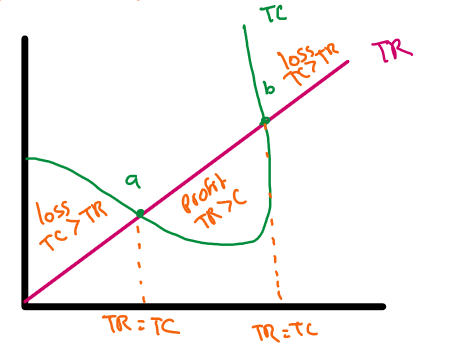 TC
loss
TC>TR
TR
b
a
profit
TR>C
loss
TC>TR
TR=TC
TR=TC